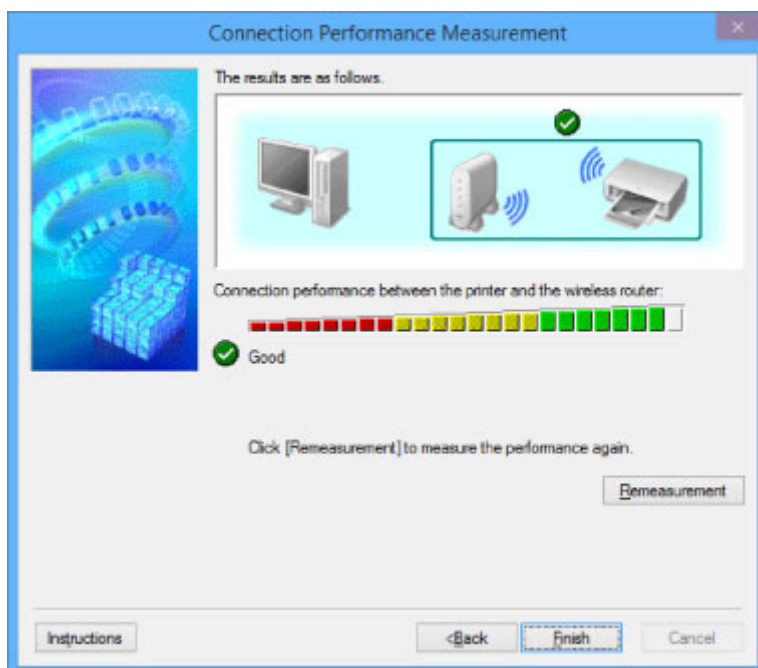 Connection Performance Measurement
The results are as follows.
Connection performance between the printer and the wireless router:
Good
Click [Remeasurement] to measure the performance again.
Remeasurement
Instructions
<Back
Finish
Cancel